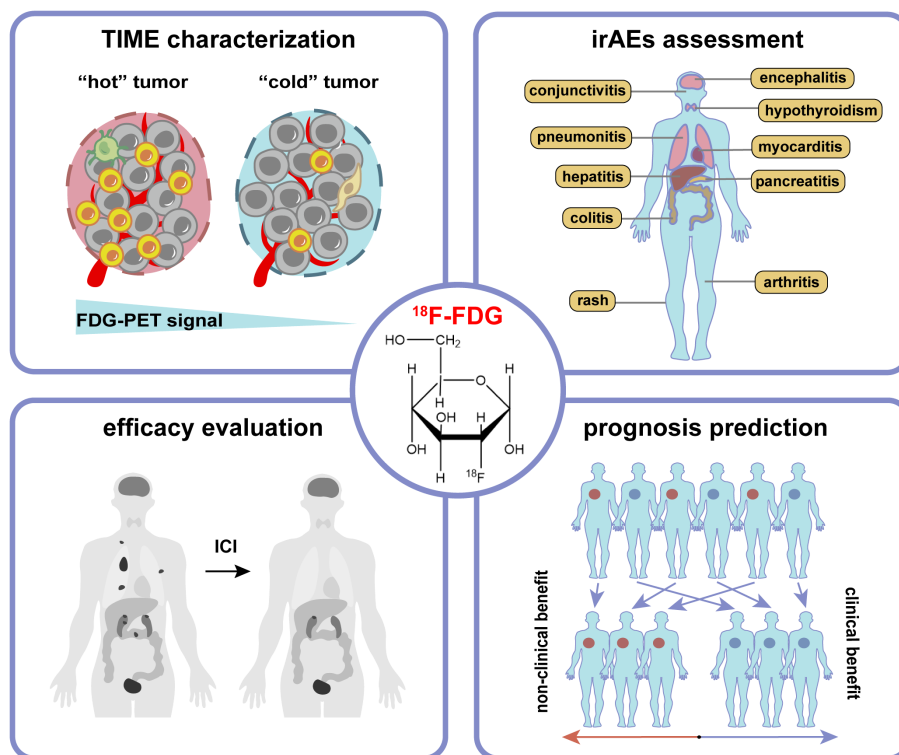 TIME characterization
“hot” tumor
“cold” tumor
FDG-PET signal
irAEs assessment
encephalitis
conjunctivitis
hypothyroidism
pneumonitis
myocarditis
hepatitis
pancreatitis
colitis
arthritis
rash
¹⁸F-FDG
HO CH₂
H O H
H
OH H
OH OH
H ¹⁸F
efficacy evaluation
ICI
prognosis prediction
non-clinical benefit
clinical benefit